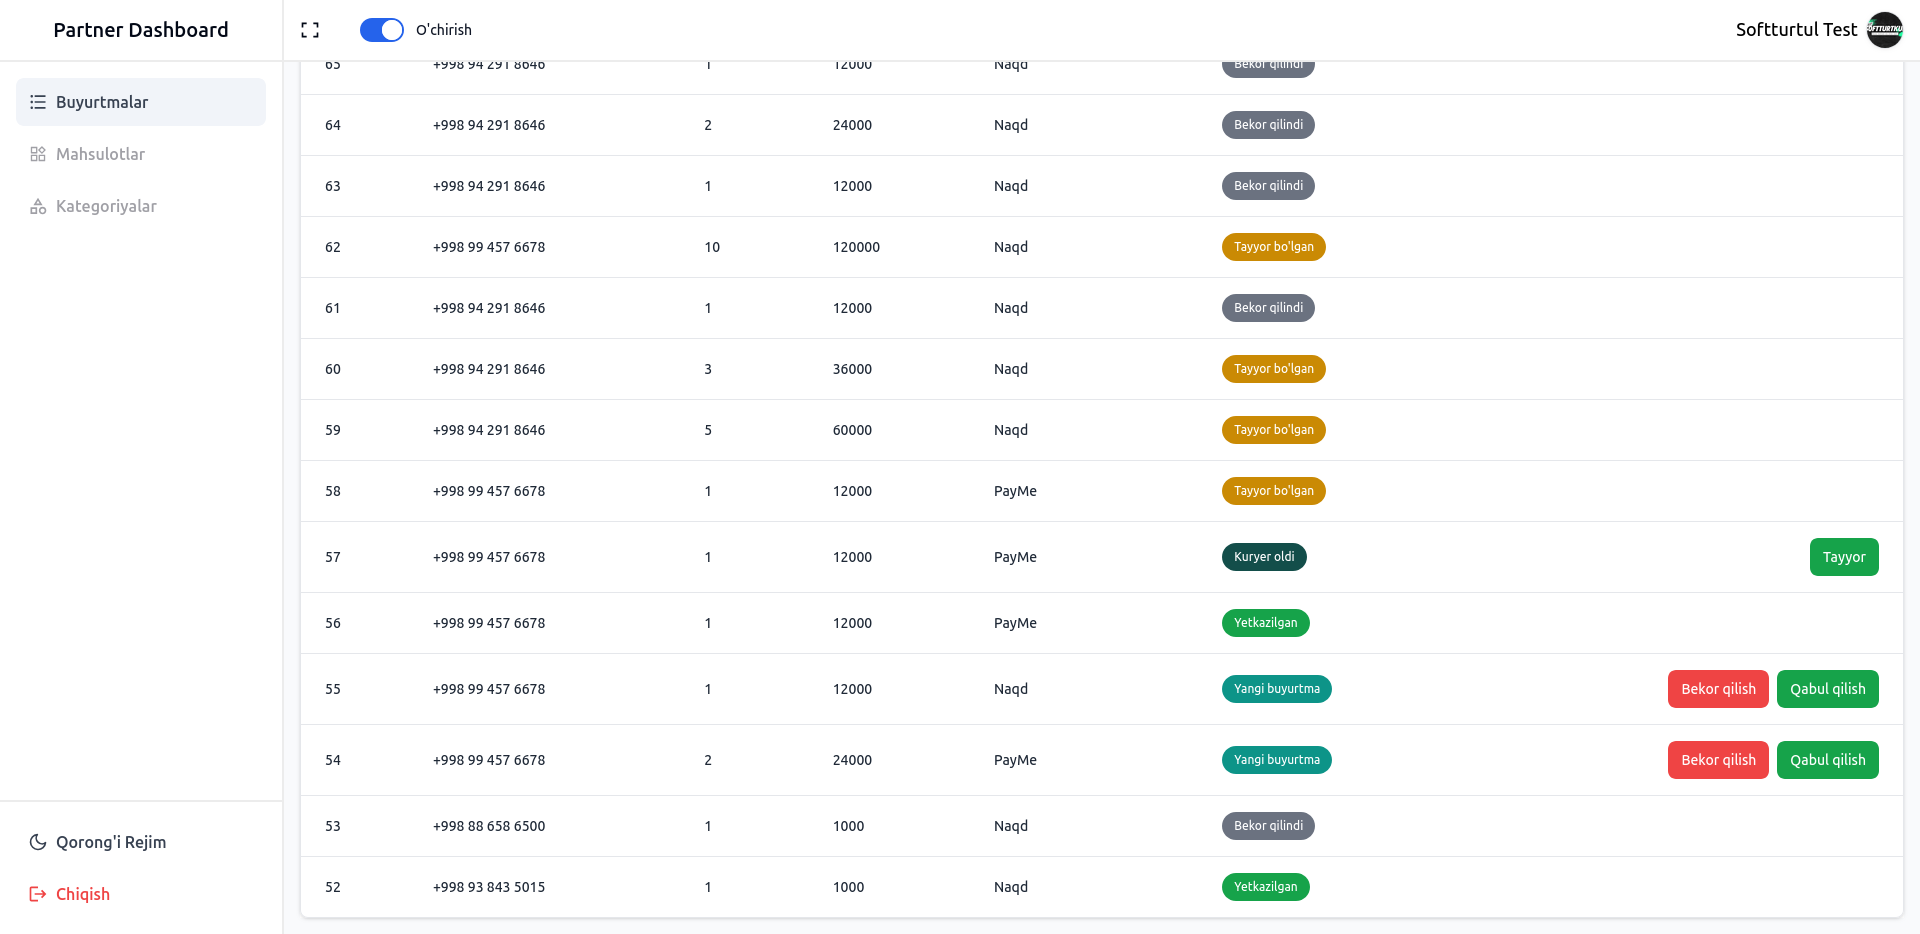 Partner Dashboard
O'chirish
Softturtul Test
Buyurtmalar
Mahsulotlar
Kategoriyalar
Qorong'i Rejim
Chiqish
65 +998 94 291 8646 1 12000 Naqd Bekor qilindi
64 +998 94 291 8646 2 24000 Naqd Bekor qilindi
63 +998 94 291 8646 1 12000 Naqd Bekor qilindi
62 +998 99 457 6678 10 120000 Naqd Tayyor bo'lgan
61 +998 94 291 8646 1 12000 Naqd Bekor qilindi
60 +998 94 291 8646 3 36000 Naqd Tayyor bo'lgan
59 +998 94 291 8646 5 60000 Naqd Tayyor bo'lgan
58 +998 99 457 6678 1 12000 PayMe Tayyor bo'lgan
57 +998 99 457 6678 1 12000 PayMe Kuryer oldi Tayyor
56 +998 99 457 6678 1 12000 PayMe Yetkazilgan
55 +998 99 457 6678 1 12000 Naqd Yangi buyurtma Bekor qilish Qabul qilish
54 +998 99 457 6678 2 24000 PayMe Yangi buyurtma Bekor qilish Qabul qilish
53 +998 88 658 6500 1 1000 Naqd Bekor qilindi
52 +998 93 843 5015 1 1000 Naqd Yetkazilgan